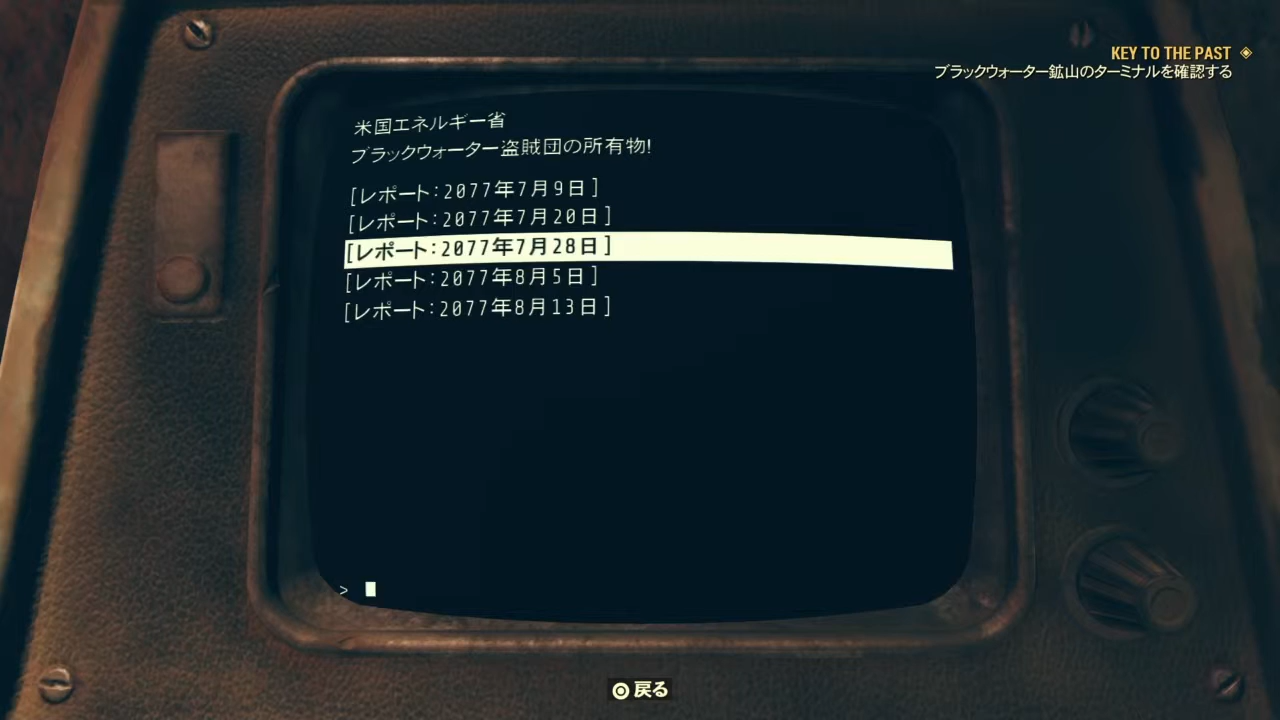 KEY TO THE PAST
ブラックウォーター鉱山のターミナルを確認する
米国エネルギー省
ブラックウォーター盗賊団の所有物!
[レポート:2077年7月9日]
[レポート:2077年7月20日]
[レポート:2077年7月28日]
[レポート:2077年8月5日]
[レポート:2077年8月13日]
>
戻る